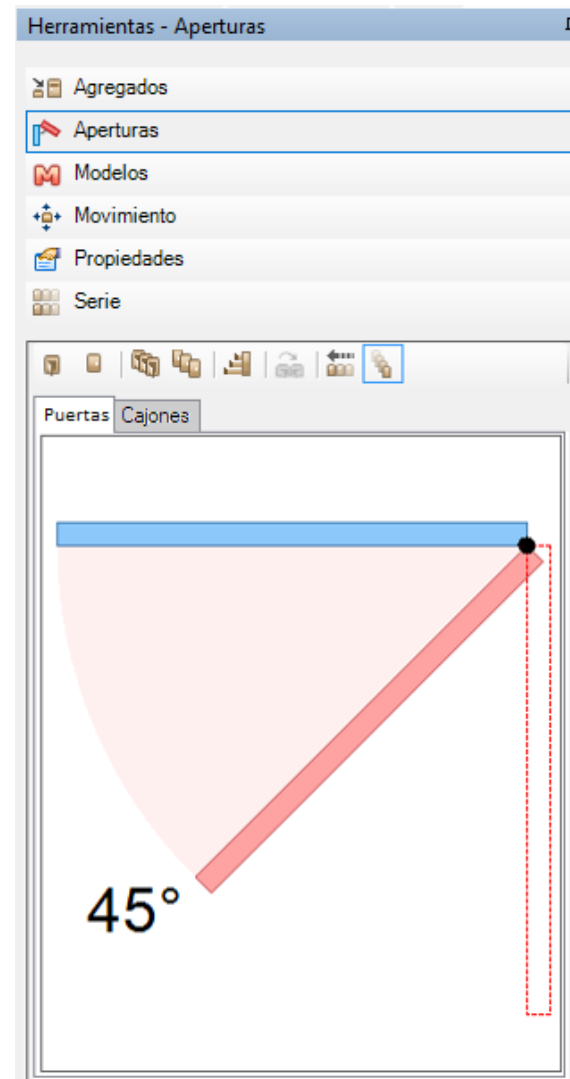 Herramientas - Aperturas
Agregados
Aperturas
Modelos
Movimiento
Propiedades
Serie
Puertas Cajones
45°